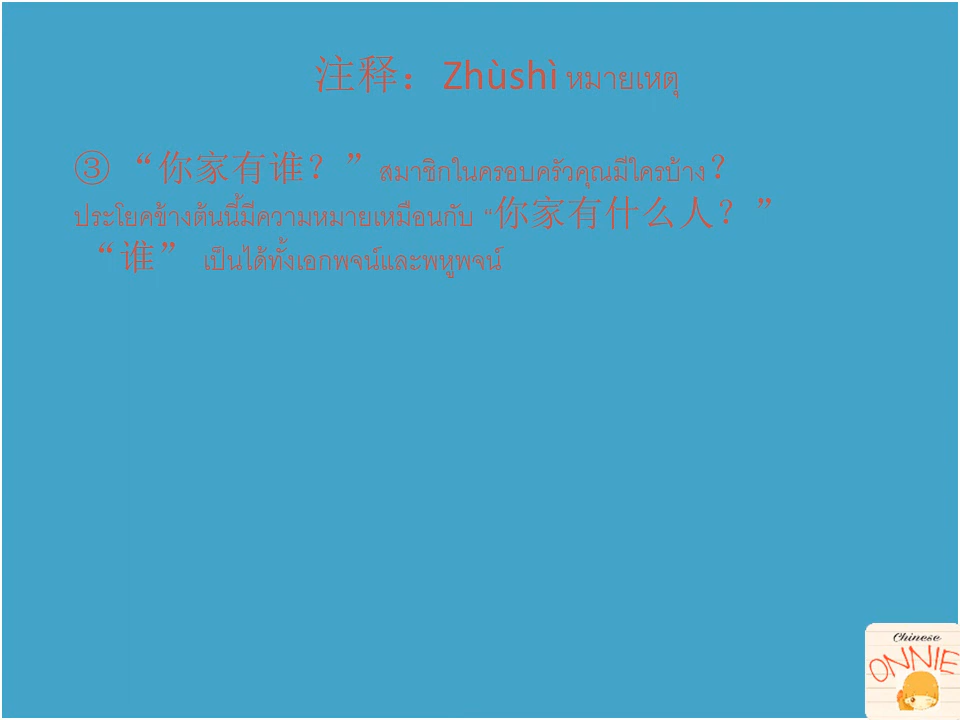 注释：Zhùshì หมายเหตุ
③ “你家有谁？” สมาชิกในครอบครัวคุณมีใครบ้าง？
ประโยคข้างต้นนี้มีความหมายเหมือนกับ “你家有什么人？”
“谁” เป็นได้ทั้งเอกพจน์และพหูพจน์
Chinese
ONNIE